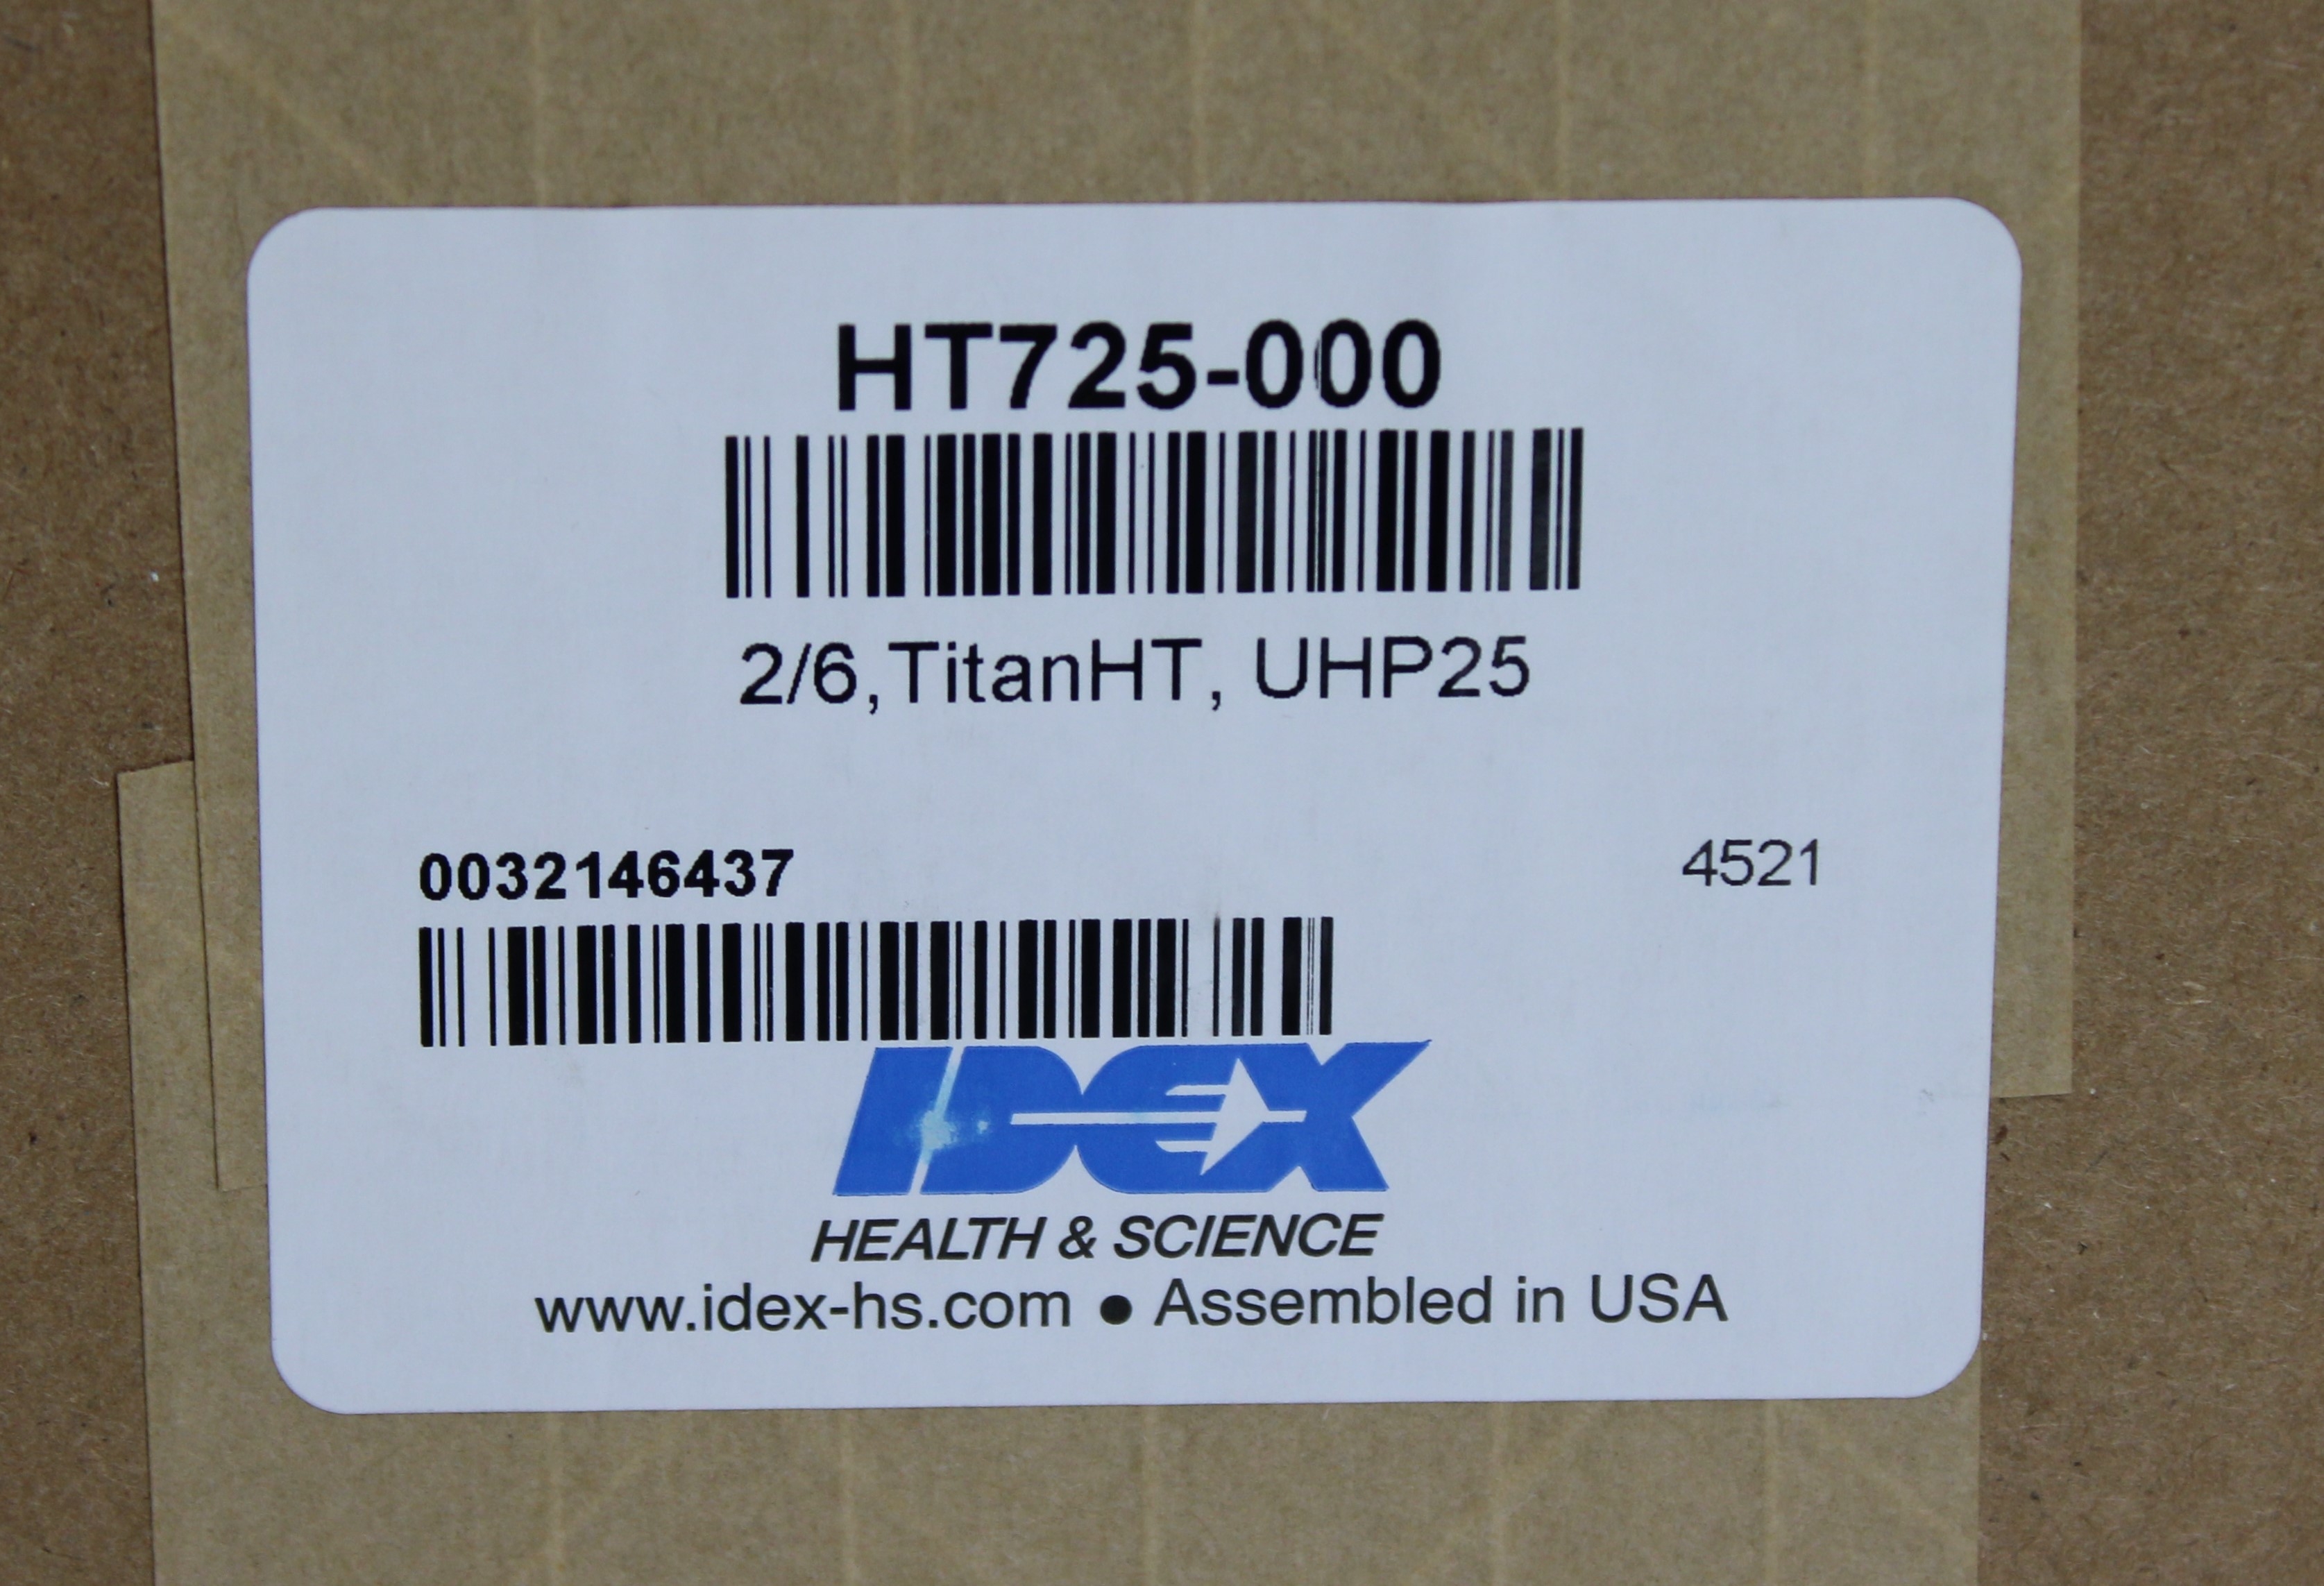 HT725-000
2/6,TitanHT, UHP25
0032146437
4521
IDEX
HEALTH & SCIENCE
www.idex-hs.com ● Assembled in USA